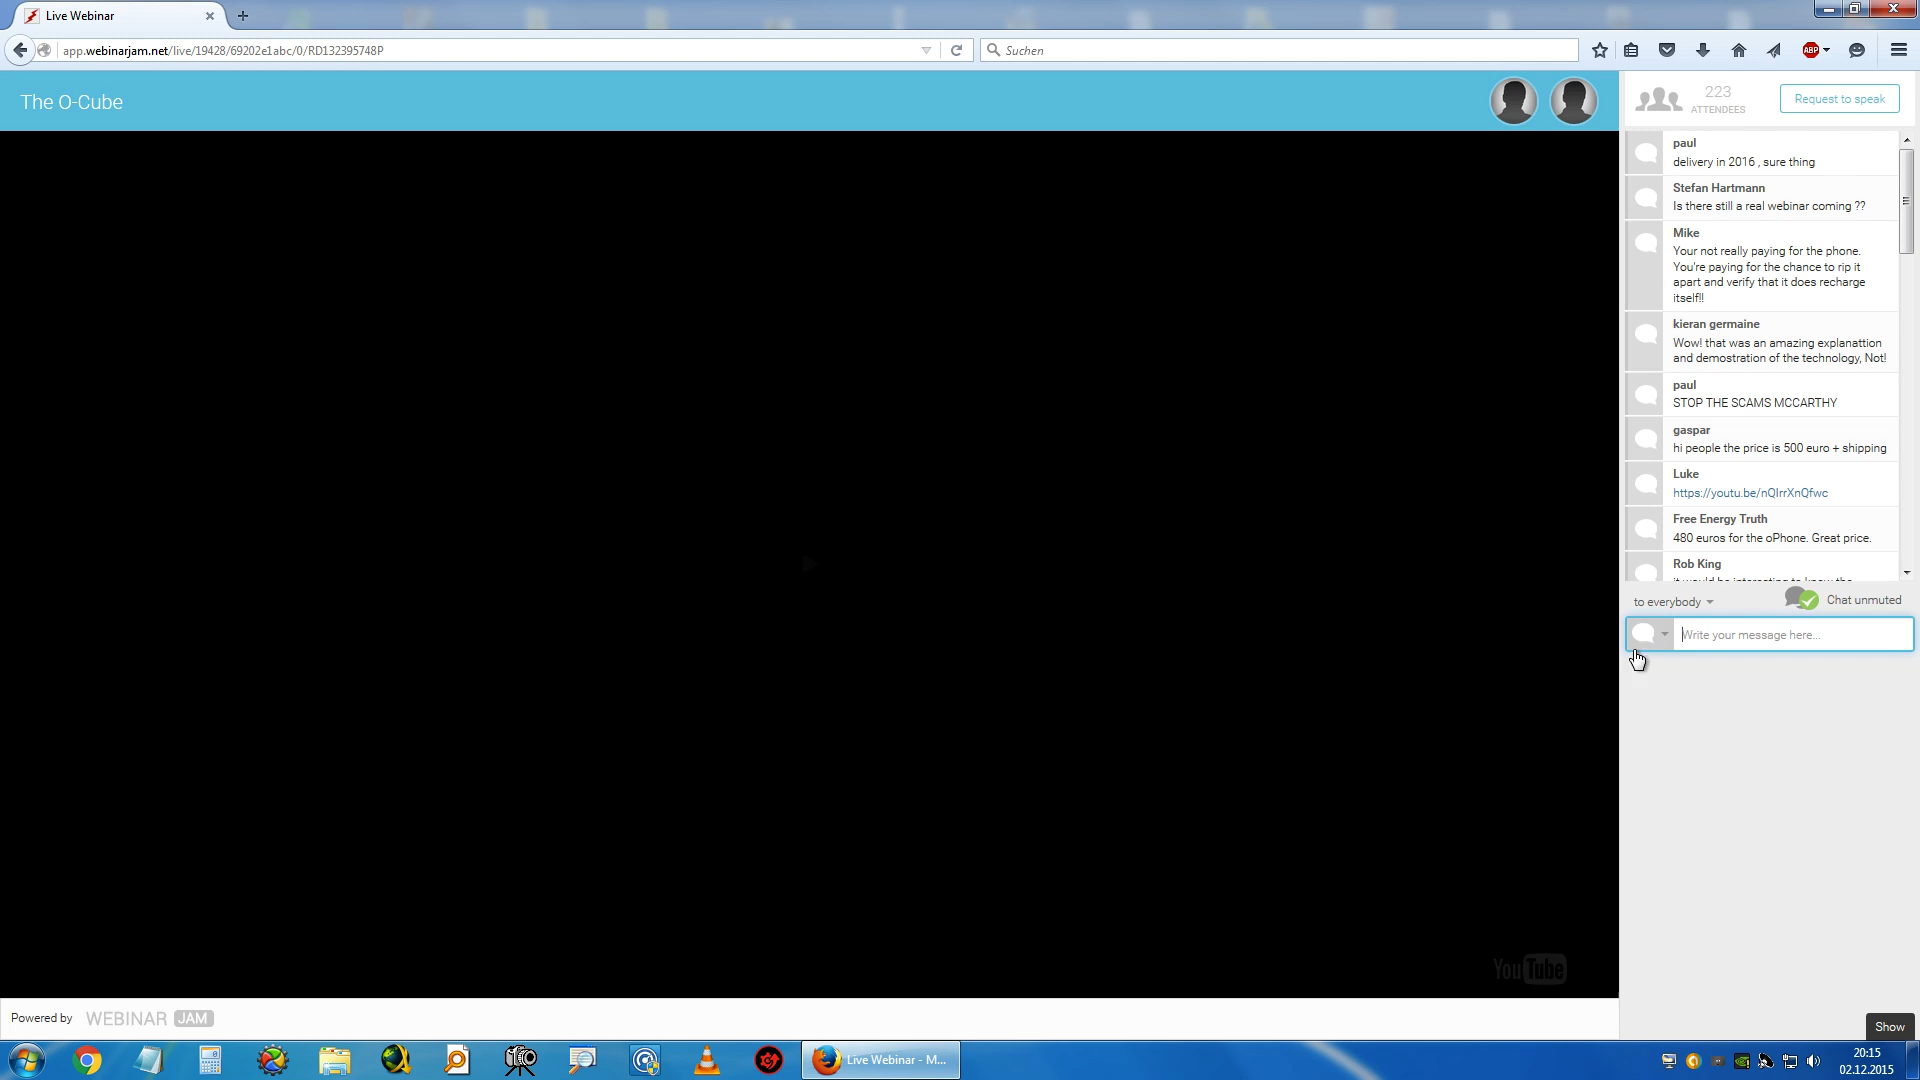 Live Webinar
app.webinarjam.net/live/19428/69202e1abc/0/RD132395748P
Suchen
ABP
The O-Cube
223
ATTENDEES
Request to speak
paul
delivery in 2016 , sure thing
Stefan Hartmann
Is there still a real webinar coming ??
Mike
Your not really paying for the phone.
You're paying for the chance to rip it
apart and verify that it does recharge
itself!!
kieran germaine
Wow! that was an amazing explanattion
and demostration of the technology, Not!
paul
STOP THE SCAMS MCCARTHY
gaspar
hi people the price is 500 euro + shipping
Luke
https://youtu.be/nQIrrXnQfwc
Free Energy Truth
480 euros for the oPhone. Great price.
Rob King
to everybody
Chat unmuted
Write your message here...
YouTube
Powered by WEBINAR JAM
Show
Live Webinar - M...
20:15
02.12.2015